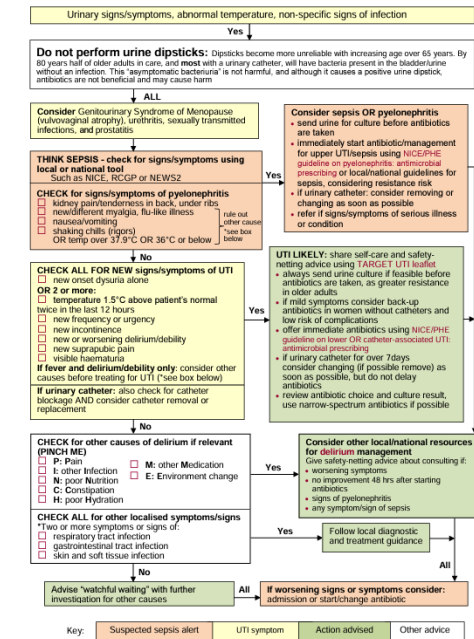 Urinary signs/symptoms, abnormal temperature, non-specific signs of infection
Yes
Do not perform urine dipsticks: Dipsticks become more unreliable with increasing age over 65 years. By
80 years half of older adults in care, and most with a urinary catheter, will have bacteria present in the bladder/urine
without an infection. This "asymptomatic bacteriuria" is not harmful, and although it causes a positive urine dipstick,
antibiotics are not beneficial and may cause harm
ALL
Consider Genitourinary Syndrome of Menopause
(vulvovaginal atrophy), urethritis, sexually transmitted
infections, and prostatitis
THINK SEPSIS - check for signs/symptoms using
local or national tool
Such as NICE, RCGP or NEWS2
CHECK for signs/symptoms of pyelonephritis
kidney pain/tenderness in back, under ribs
new/different myalgia, flu-like illness
nausea/vomiting
shaking chills (rigors)
OR temp over 37.9°C OR 36°C or below
rule out
other cause
*see box
below
Yes
Consider sepsis OR pyelonephritis
• send urine for culture before antibiotics
are taken
• immediately start antibiotic/management
for upper UTI/sepsis using NICE/PHE
guideline on pyelonephritis: antimicrobial
prescribing or local/national guidelines for
sepsis, considering resistance risk
• if urinary catheter: consider removing or
changing as soon as possible
• refer if signs/symptoms of serious illness
or condition
No
CHECK ALL FOR NEW signs/symptoms of UTI
new onset dysuria alone
OR 2 or more:
temperature 1.5°C above patient's normal
twice in the last 12 hours
new frequency or urgency
new incontinence
new or worsening delirium/debility
new suprapubic pain
visible haematuria
If fever and delirium/debility only: consider other
causes before treating for UTI (*see box below)
If urinary catheter: also check for catheter
blockage AND consider catheter removal or
replacement
Yes
UTI LIKELY: share self-care and safety-
netting advice using TARGET UTI leaflet
• always send urine culture if feasible before
antibiotics are taken, as greater resistance
in older adults
• if mild symptoms consider back-up
antibiotics in women without catheters and
low risk of complications
• offer immediate antibiotics using NICE/PHE
guideline on lower OR catheter-associated UTI:
antimicrobial prescribing
• if urinary catheter for over 7days
consider changing (if possible remove) as
soon as possible, but do not delay
antibiotics
• review antibiotic choice and culture result,
use narrow-spectrum antibiotics if possible
No
CHECK for other causes of delirium if relevant
(PINCH ME)
P: Pain
I: other Infection
N: poor Nutrition
C: Constipation
H: poor Hydration
M: other Medication
E: Environment change
Yes
Consider other local/national resources
for delirium management
Give safety-netting advice about consulting if:
• worsening symptoms
• no improvement 48 hrs after starting
antibiotics
• signs of pyelonephritis
• any symptom/sign of sepsis
CHECK ALL for other localised symptoms/signs
*Two or more symptoms or signs of:
respiratory tract infection
gastrointestinal tract infection
skin and soft tissue infection
Yes
Follow local diagnostic
and treatment guidance
No
All
Advise "watchful waiting" with further
investigation for other causes
All
If worsening signs or symptoms consider:
admission or start/change antibiotic
Key: Suspected sepsis alert UTI symptom Action advised Other advice